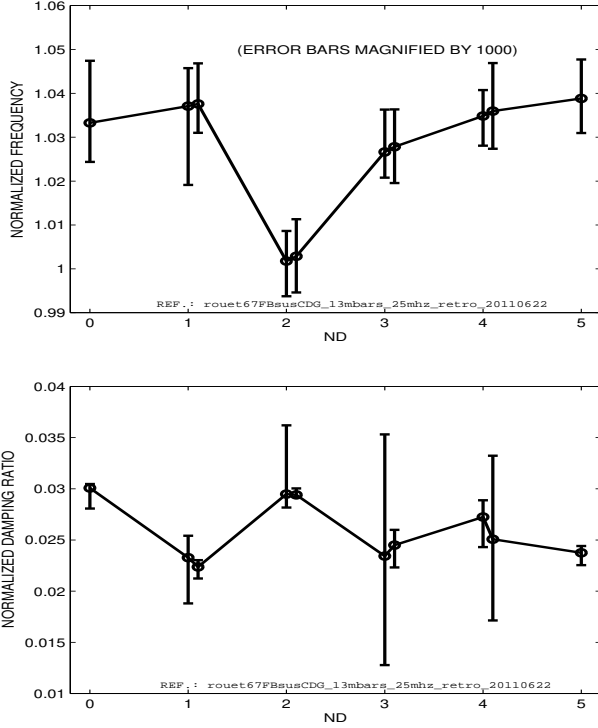 1.06
1.05
1.04
1.03
1.02
1.01
1
0.99
NORMALIZED FREQUENCY
(ERROR BARS MAGNIFIED BY 1000)
REF.: rouet67FBsusCDG_13mbars_25mhz_retro_20110622
0 1 2 3 4 5
ND
0.04
0.035
0.03
0.025
0.02
0.015
0.01
NORMALIZED DAMPING RATIO
REF.: rouet67FBsusCDG_13mbars_25mhz_retro_20110622
0 1 2 3 4 5
ND